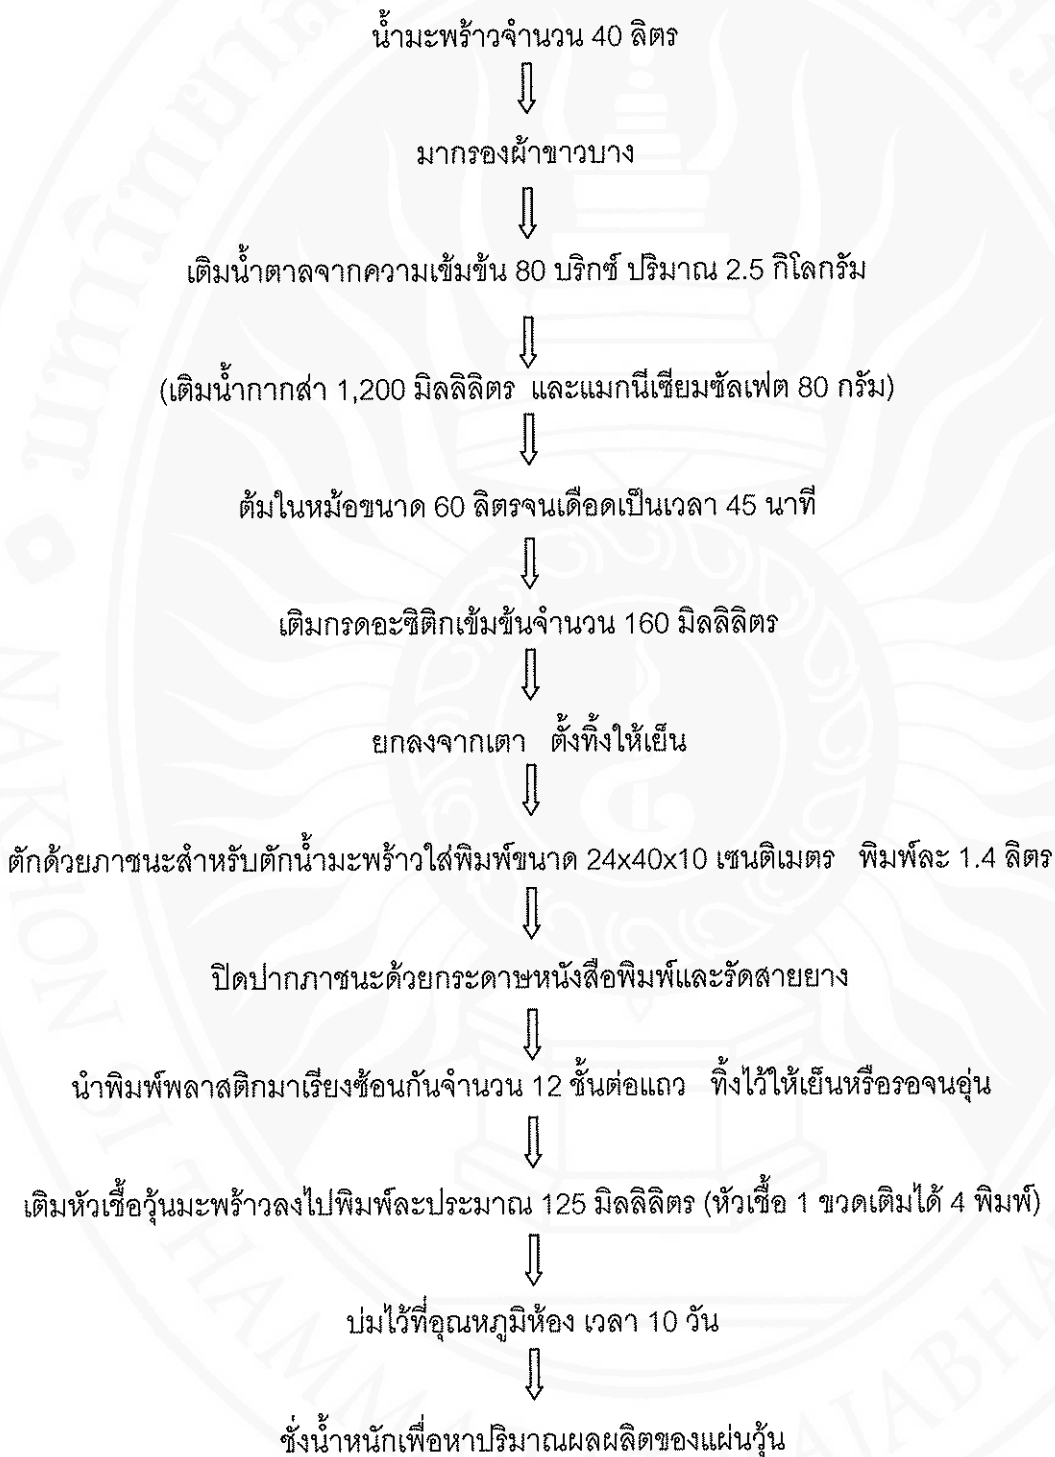 น้ำมะพร้าวจำนวน 40 ลิตร
มากรองผ้าขาวบาง
เติมน้ำตาลจากความเข้มข้น 80 บริกซ์ ปริมาณ 2.5 กิโลกรัม
(เติมน้ำกากส่า 1,200 มิลลิลิตร และแมกนีเซียมซัลเฟต 80 กรัม)
ต้มในหม้อขนาด 60 ลิตรจนเดือดเป็นเวลา 45 นาที
เติมกรดอะซิติกเข้มข้นจำนวน 160 มิลลิลิตร
ยกลงจากเตา ตั้งทิ้งให้เย็น
ตักด้วยภาชนะสำหรับตักน้ำมะพร้าวใส่พิมพ์ขนาด 24x40x10 เซนติเมตร พิมพ์ละ 1.4 ลิตร
ปิดปากภาชนะด้วยกระดาษหนังสือพิมพ์และรัดสายยาง
นำพิมพ์พลาสติกมาเรียงซ้อนกันจำนวน 12 ชั้นต่อแถว ทิ้งไว้ให้เย็นหรือรอจนอุ่น
เติมหัวเชื้อวุ้นมะพร้าวลงไปพิมพ์ละประมาณ 125 มิลลิลิตร (หัวเชื้อ 1 ขวดเติมได้ 4 พิมพ์)
บ่มไว้ที่อุณหภูมิห้อง เวลา 10 วัน
ชั่งน้ำหนักเพื่อหาปริมาณผลผลิตของแผ่นวุ้น